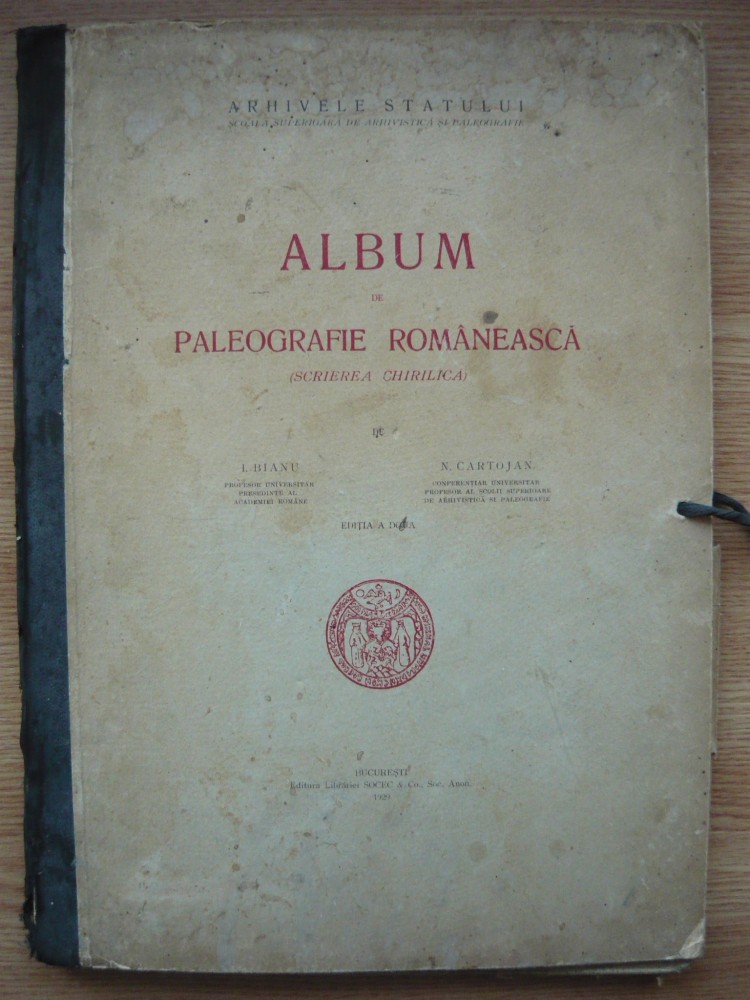 ARHIVELE STATULUI
ȘCOALA SUPERIOARĂ DE ARHIVISTICĂ ȘI PALEOGRAFIE
ALBUM
DE
PALEOGRAFIE ROMÂNEASCĂ
(SCRIEREA CHIRILICA)
DE
I. BIANU N. CARTOJAN
PROFESOR UNIVERSITAR CONFERENȚIAR UNIVERSITAR
PREȘEDINTE AL PROFESOR AL ȘCOLII SUPERIOARE
ACADEMIEI ROMÂNE DE ARHIVISTICĂ ȘI PALEOGRAFIE
EDIȚIA A DOUA
BUCUREȘTI
Editura Librăriei SOCEC & Co., Soc. Anon.
1929